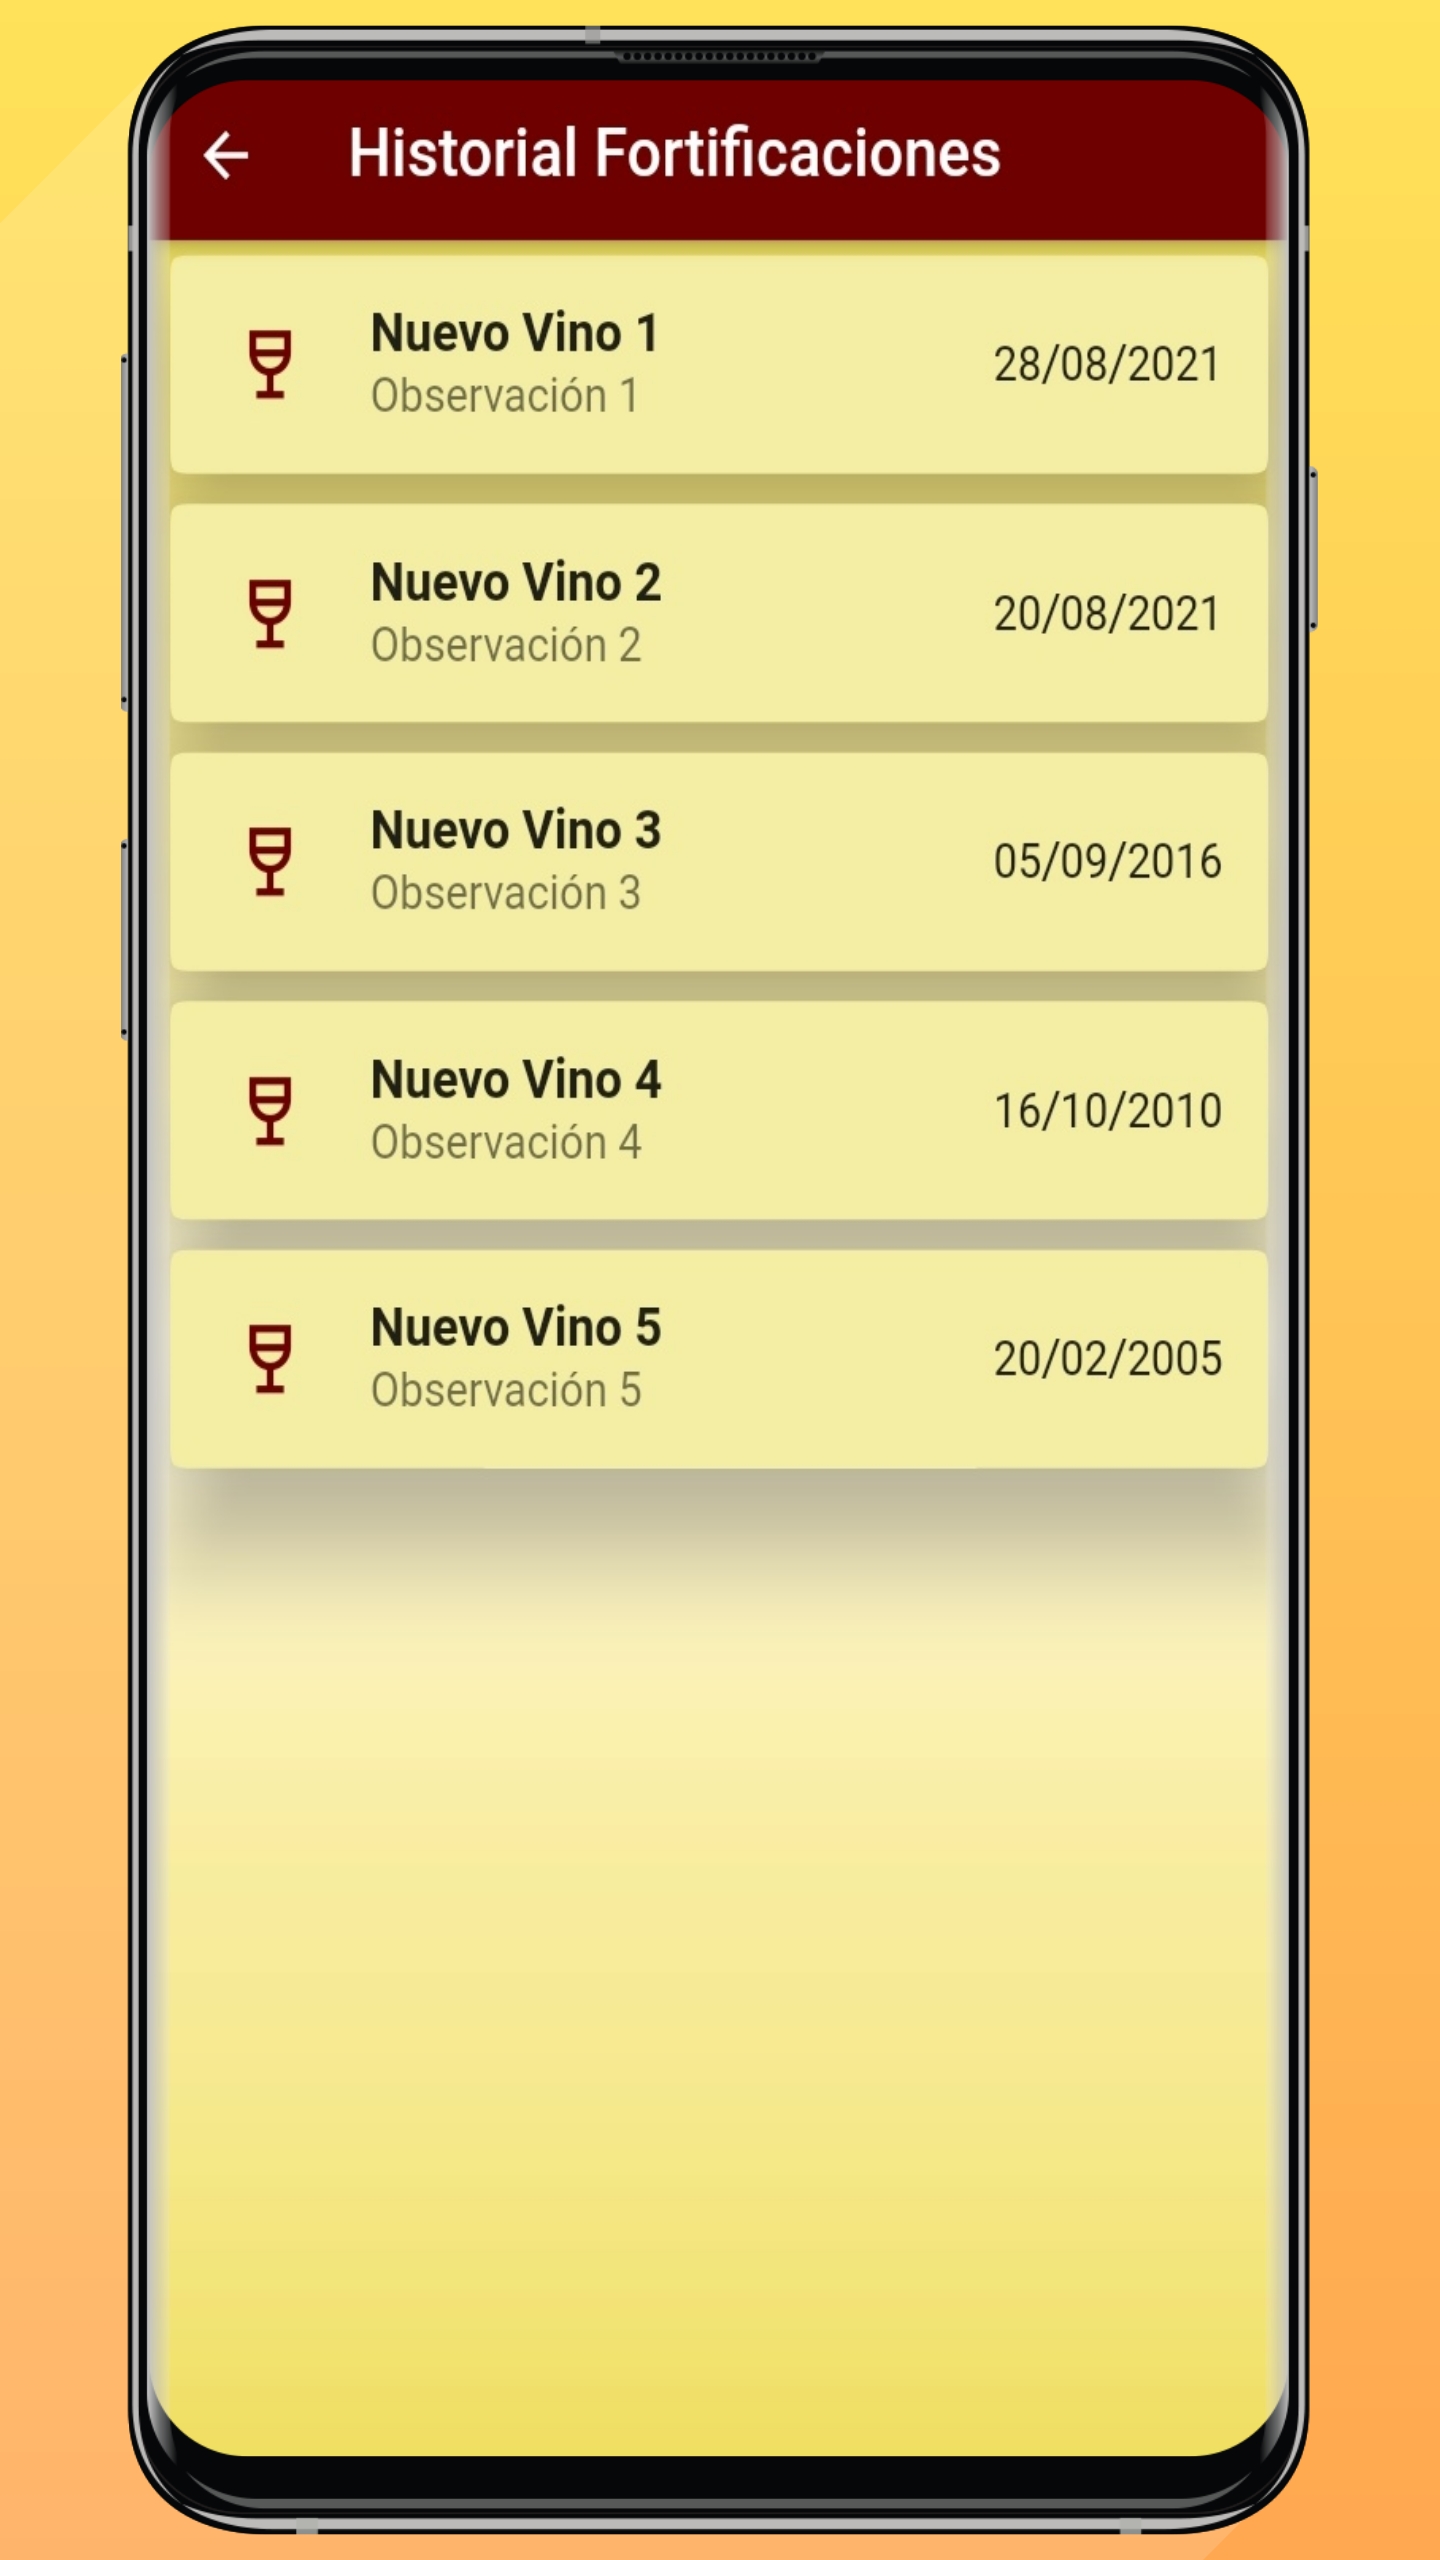 Historial Fortificaciones
Nuevo Vino 1
Observación 1
28/08/2021
Nuevo Vino 2
Observación 2
20/08/2021
Nuevo Vino 3
Observación 3
05/09/2016
Nuevo Vino 4
Observación 4
16/10/2010
Nuevo Vino 5
Observación 5
20/02/2005